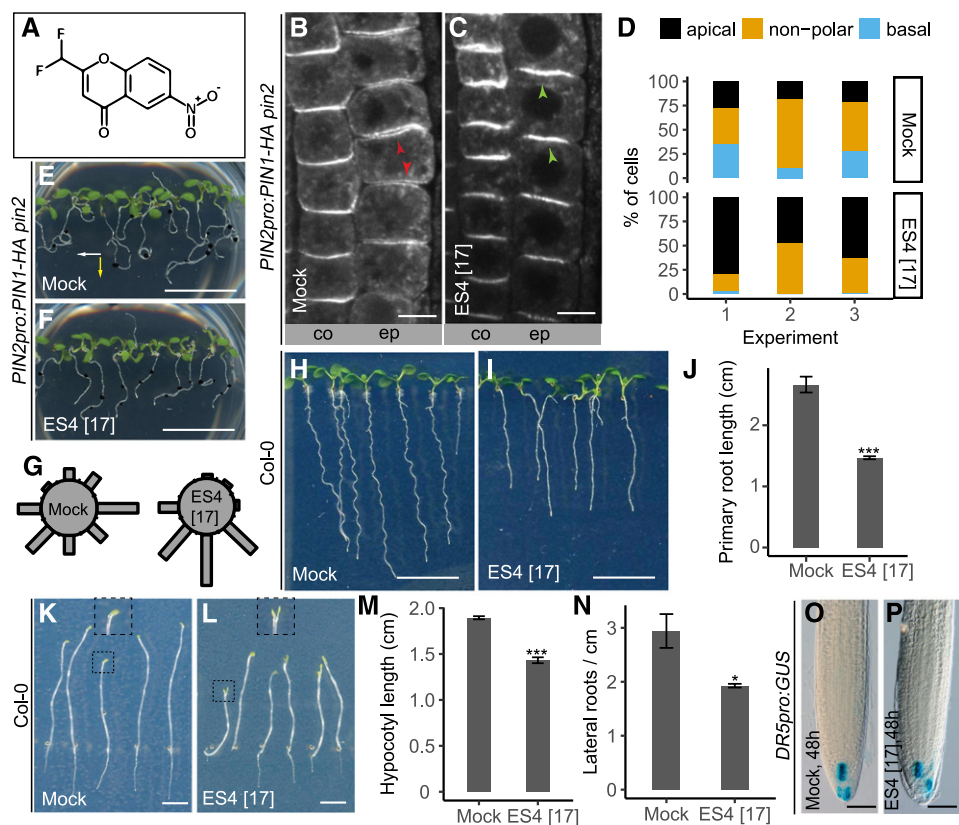 A
F
F
O
O
N+
O-
O
B
C
PIN2pro:PIN1-HA pin2
Mock
ES4 [17]
co
ep
co
ep
D
apical
non-polar
basal
% of cells
100
75
50
25
0
100
75
50
25
0
Mock
ES4 [17]
1
2
3
Experiment
PIN2pro:PIN1-HA pin2
E
Mock
F
ES4 [17]
G
Mock
ES4
[17]
Col-0
H
Mock
I
ES4 [17]
J
Primary root length (cm)
2
1
0
***
Mock
ES4 [17]
Col-0
K
Mock
L
ES4 [17]
M
Hypocotyl length (cm)
2.0
1.5
1.0
0.5
0.0
***
Mock
ES4 [17]
N
Lateral roots / cm
3
2
1
0
*
Mock
ES4 [17]
DR5pro:GUS
O
Mock, 48h
P
ES4 [17],48h